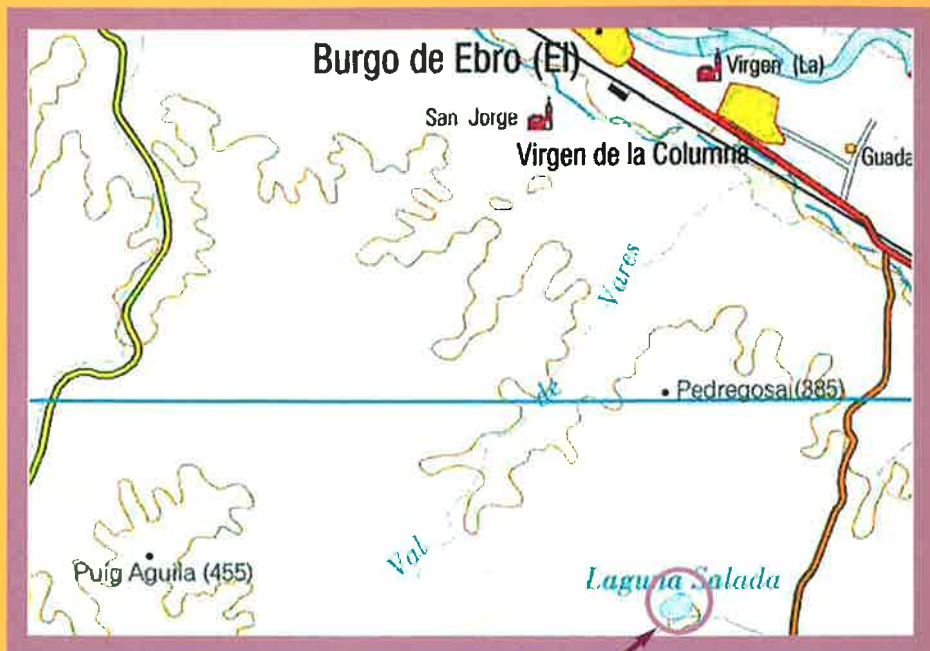 Burgo de Ebro (El)
Virgen (La)
San Jorge
Virgen de la Columna
Guada
Val de Vares
Pedregosa (385)
Puig Aguila (455)
Laguna Salada